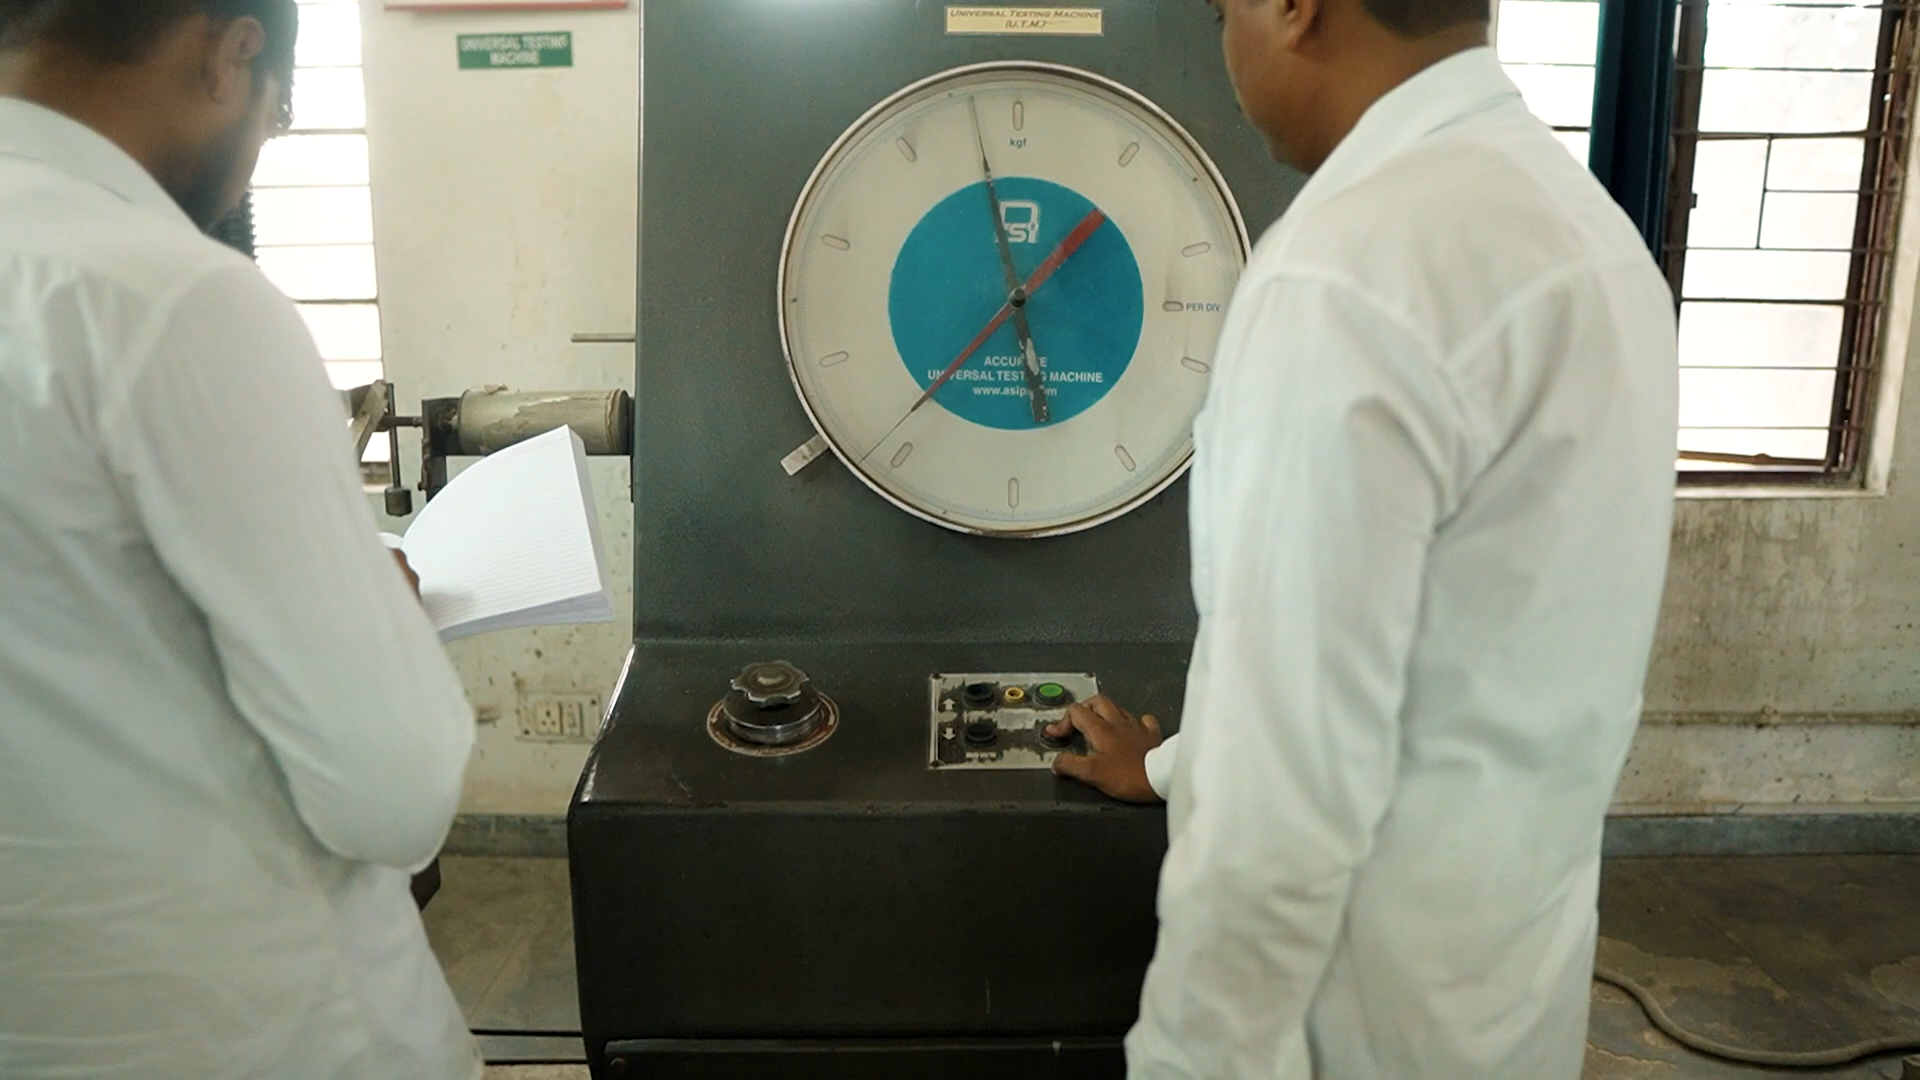 UNIVERSAL TESTING MACHINE
(U.T.M.)
UNIVERSAL TESTING
MACHINE
kgf
PER DIV
UNIVERSAL TESTING MACHINE